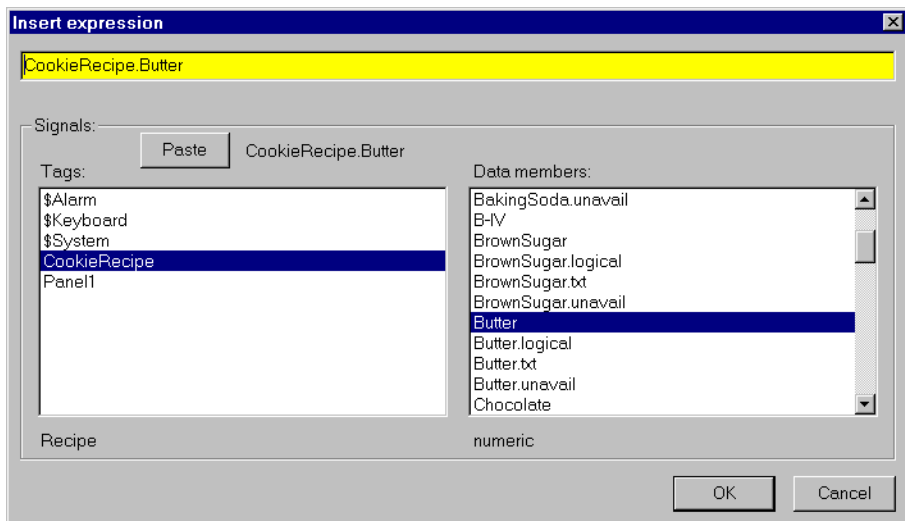 Insert expression
CookieRecipe.Butter
Signals:
Paste
CookieRecipe.Butter
Tags:
$Alarm
$Keyboard
$System
CookieRecipe
Panel1
Recipe
Data members:
BakingSoda.unavail
B-IV
BrownSugar
BrownSugar.logical
BrownSugar.txt
BrownSugar.unavail
Butter
Butter.logical
Butter.txt
Butter.unavail
Chocolate
numeric
OK
Cancel